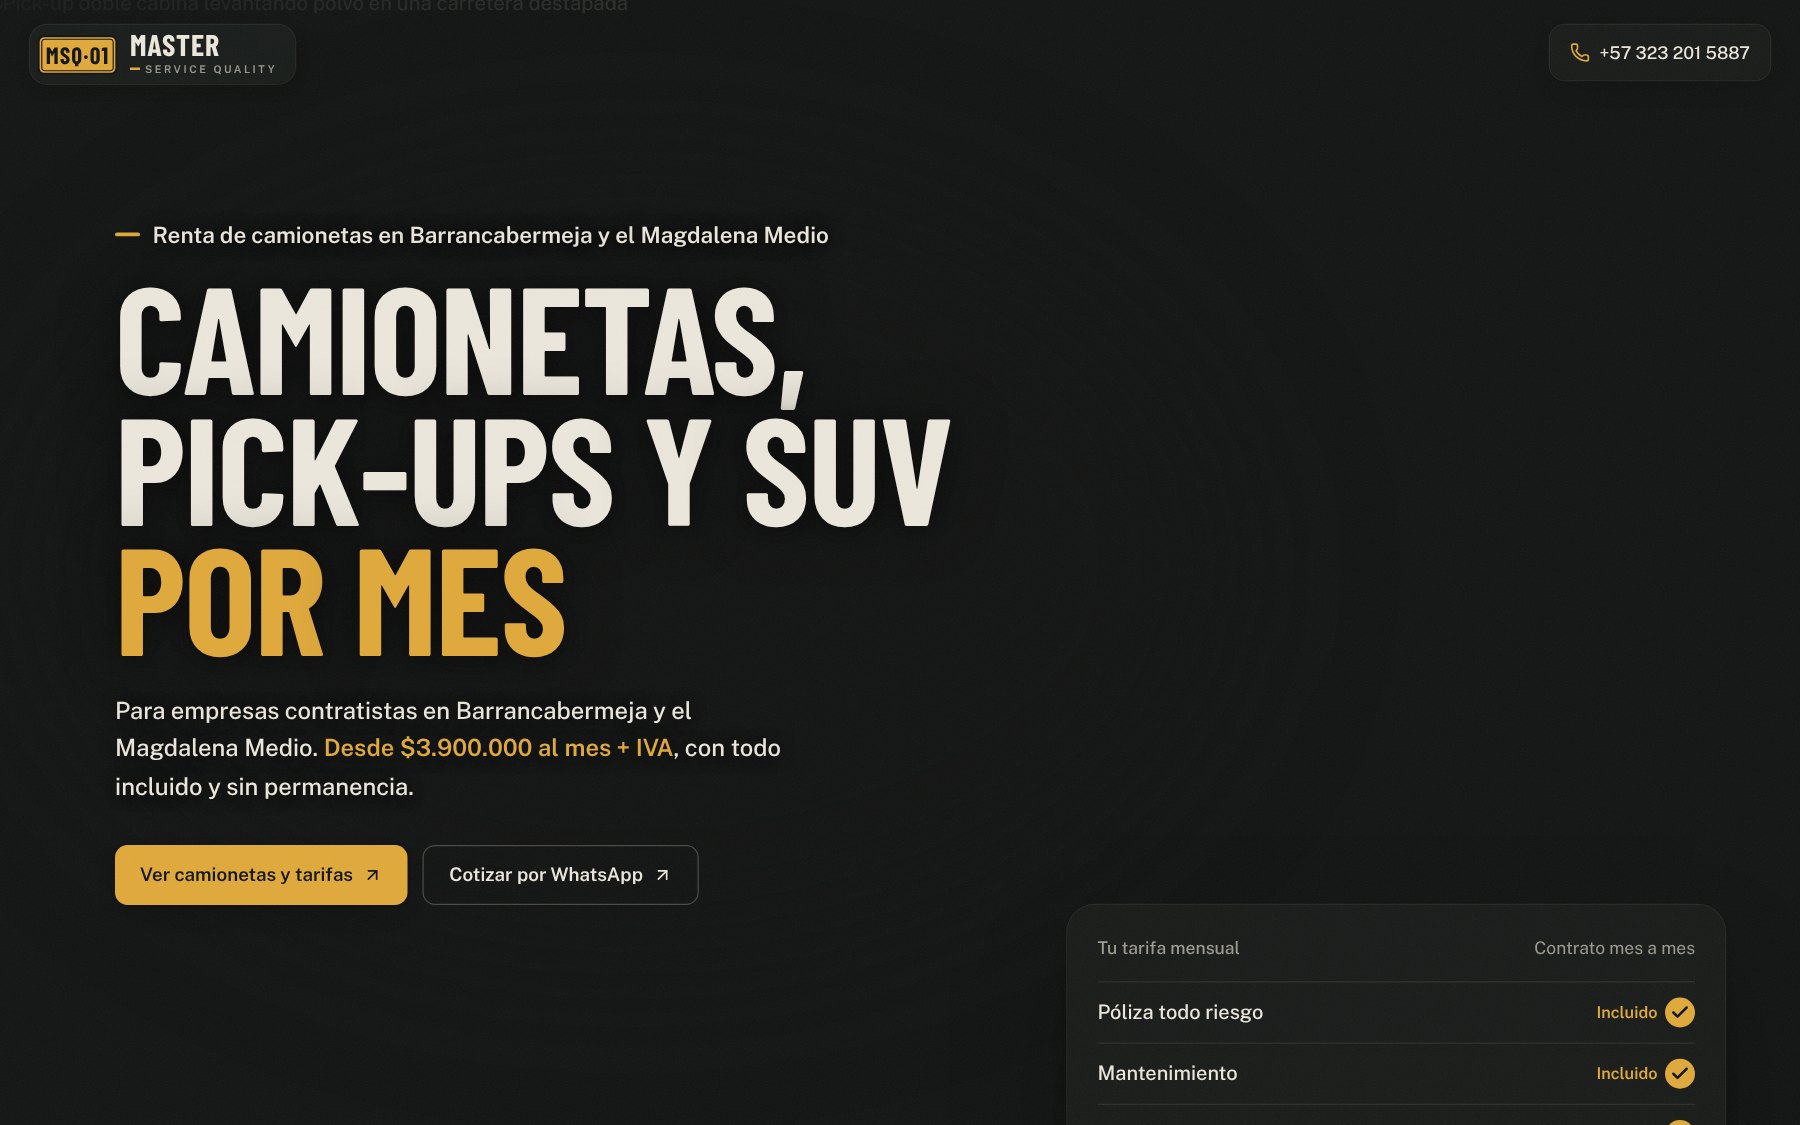 Pick-up doble cabina levantando polvo en una carretera destapada
MSQ·01
MASTER
SERVICE QUALITY
+57 323 201 5887
Renta de camionetas en Barrancabermeja y el Magdalena Medio
CAMIONETAS,
PICK-UPS Y SUV
POR MES
Para empresas contratistas en Barrancabermeja y el
Magdalena Medio. Desde $3.900.000 al mes + IVA, con todo
incluido y sin permanencia.
Ver camionetas y tarifas
Cotizar por WhatsApp
Tu tarifa mensual
Contrato mes a mes
Póliza todo riesgo
Incluido
Mantenimiento
Incluido